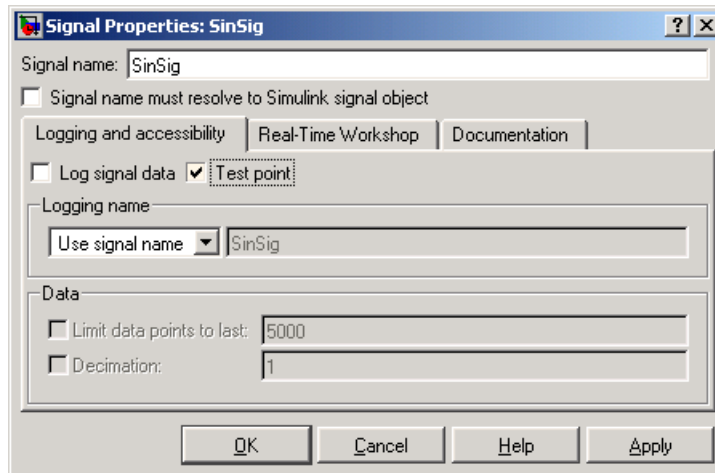 Signal Properties: SinSig
Signal name: SinSig
Signal name must resolve to Simulink signal object
Logging and accessibility Real-Time Workshop Documentation
Log signal data Test point
Logging name
Use signal name SinSig
Data
Limit data points to last: 5000
Decimation: 1
OK Cancel Help Apply